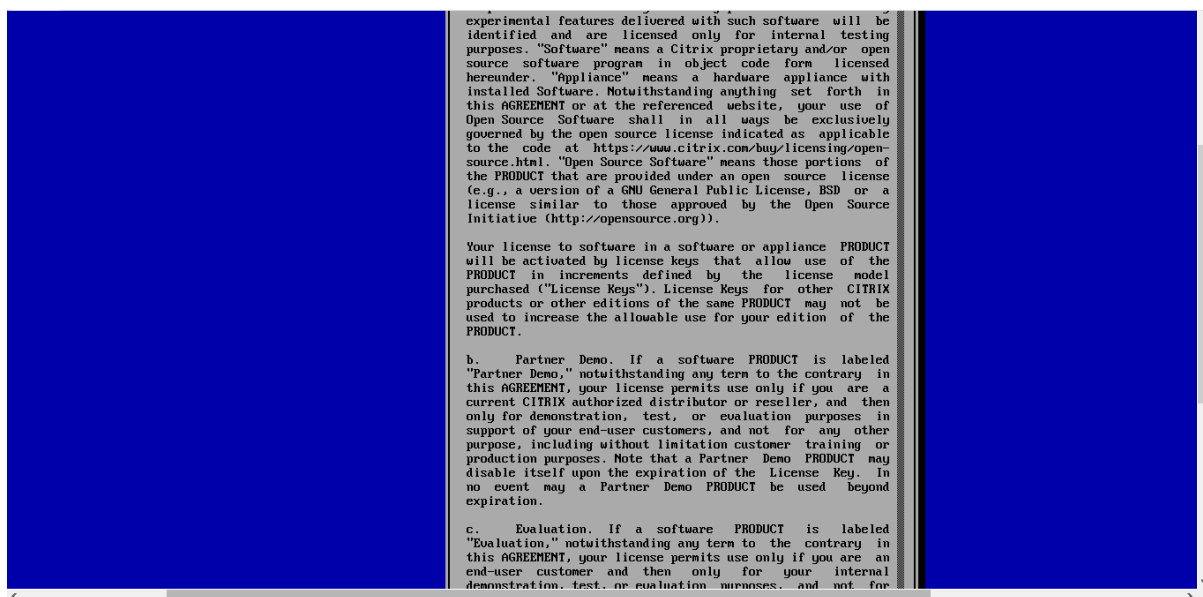 experimental features delivered with such software will be
identified and are licensed only for internal testing
purposes. "Software" means a Citrix proprietary and/or open
source software program in object code form licensed
hereunder. "Appliance" means a hardware appliance with
installed Software. Notwithstanding anything set forth in
this AGREEMENT or at the referenced website, your use of
Open Source Software shall in all ways be exclusively
governed by the open source license indicated as applicable
to the code at https://www.citrix.com/buy/licensing/open-
source.html. "Open Source Software" means those portions of
the PRODUCT that are provided under an open source license
(e.g., a version of a GNU General Public License, BSD or a
license similar to those approved by the Open Source
Initiative (http://opensource.org)).
Your license to software in a software or appliance PRODUCT
will be activated by license keys that allow use of the
PRODUCT in increments defined by the license model
purchased ("License Keys"). License Keys for other CITRIX
products or other editions of the same PRODUCT may not be
used to increase the allowable use for your edition of the
PRODUCT.
b. Partner Demo. If a software PRODUCT is labeled
"Partner Demo," notwithstanding any term to the contrary in
this AGREEMENT, your license permits use only if you are a
current CITRIX authorized distributor or reseller, and then
only for demonstration, test, or evaluation purposes in
support of your end-user customers, and not for any other
purpose, including without limitation customer training or
production purposes. Note that a Partner Demo PRODUCT may
disable itself upon the expiration of the License Key. In
no event may a Partner Demo PRODUCT be used beyond
expiration.
c. Evaluation. If a software PRODUCT is labeled
"Evaluation," notwithstanding any term to the contrary in
this AGREEMENT, your license permits use only if you are an
end-user customer and then only for your internal
demonstration, test, or evaluation purposes, and not for